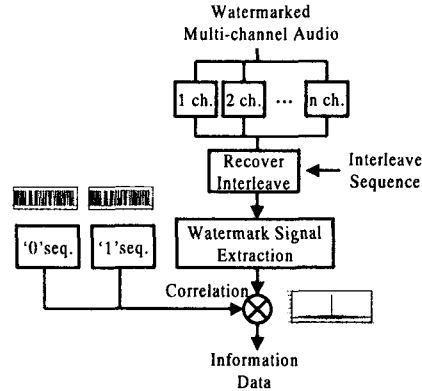 Watermarked
Multi-channel Audio
1 ch. 2 ch. ... n ch.
Recover
Interleave
Interleave
Sequence
'0'seq. '1'seq.
Watermark Signal
Extraction
Correlation
Information
Data